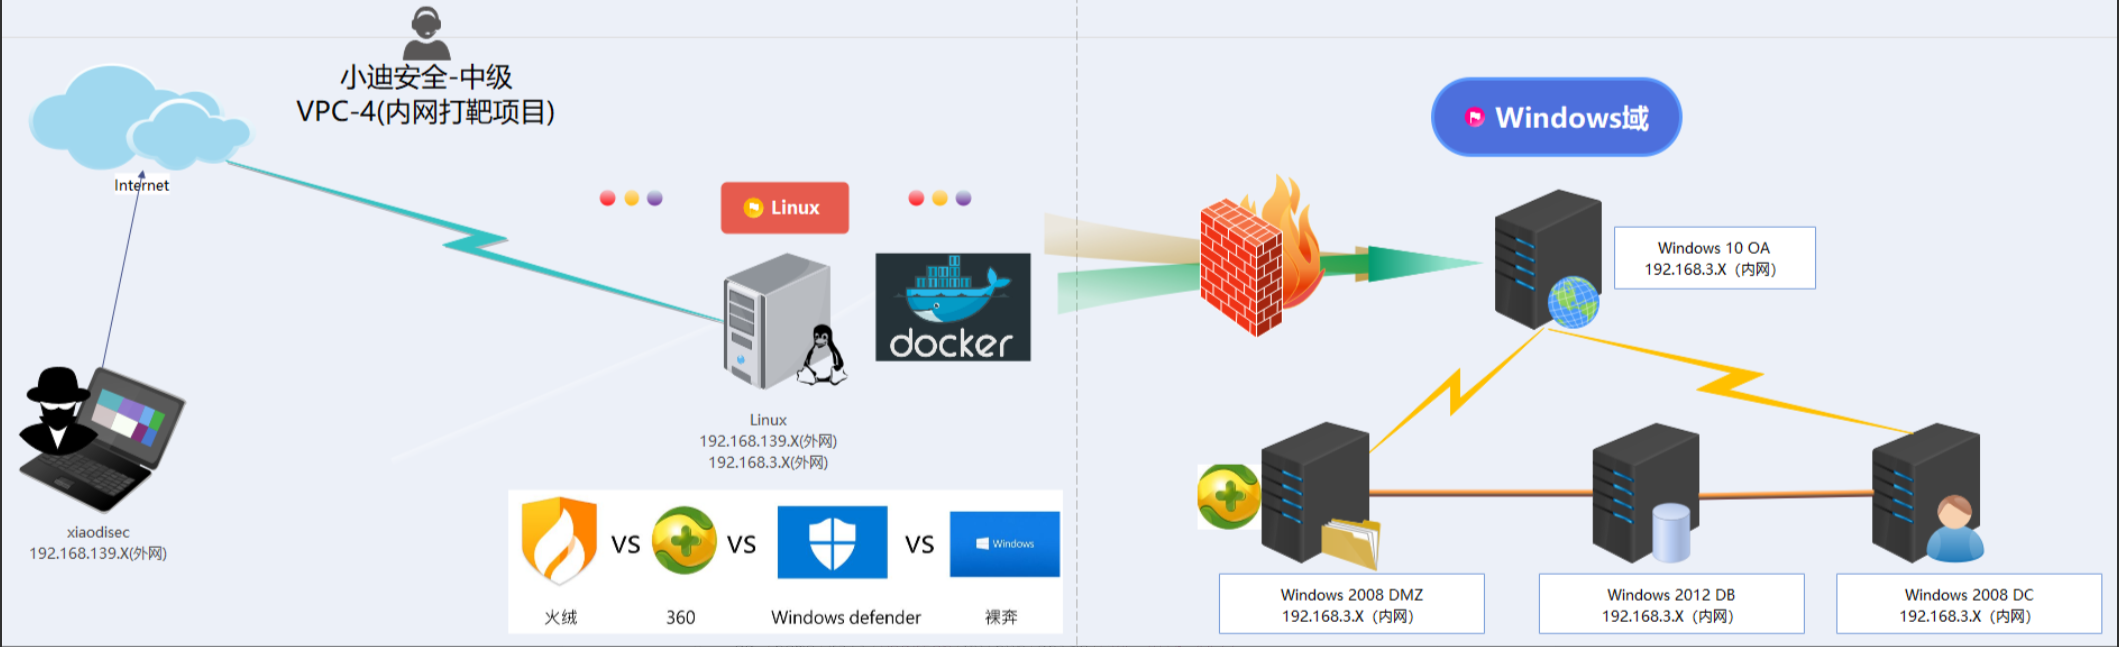 小迪安全-中级
VPC-4(内网打靶项目)
Internet
Linux
docker
Windows域
Windows 10 OA
192.168.3.X（内网）
Linux
192.168.139.X(外网)
192.168.3.X(外网)
xiaodisec
192.168.139.X(外网)
VS
VS
VS
Windows
火绒
360
Windows defender
裸奔
Windows 2008 DMZ
192.168.3.X（内网）
Windows 2012 DB
192.168.3.X（内网）
Windows 2008 DC
192.168.3.X（内网）